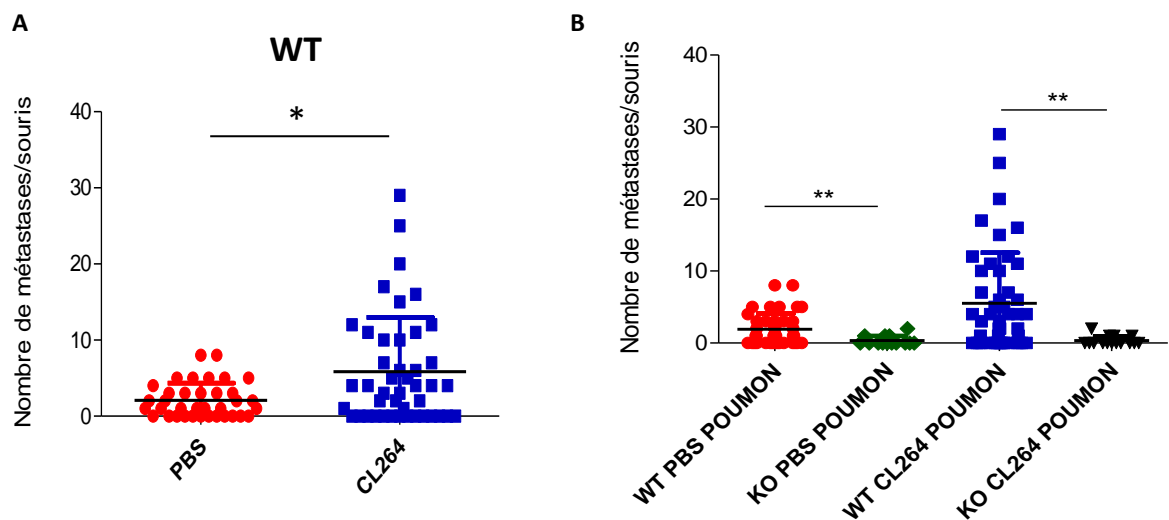 A
WT
Nombre de métastases/souris
40
30
20
10
0
*
PBS
CL264
B
Nombre de métastases/souris
40
30
20
10
0
**
**
WT PBS POUMON
KO PBS POUMON
WT CL264 POUMON
KO CL264 POUMON